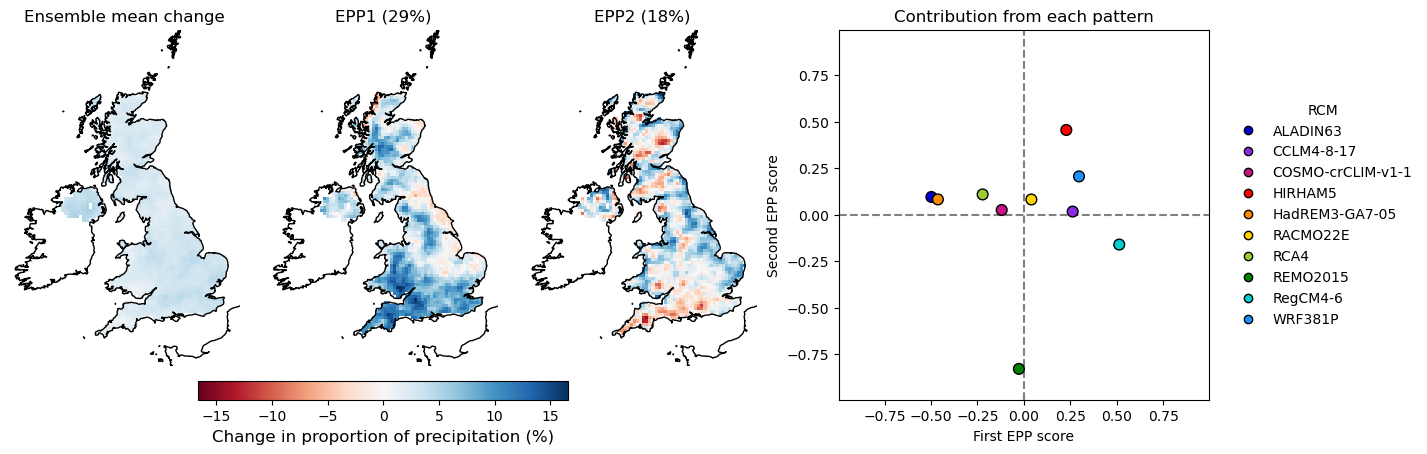 Ensemble mean change
EPP1 (29%)
EPP2 (18%)
Contribution from each pattern
−15 −10 −5 0 5 10 15
Change in proportion of precipitation (%)
Second EPP score
0.75
0.50
0.25
0.00
−0.25
−0.50
−0.75
−0.75 −0.50 −0.25 0.00 0.25 0.50 0.75
First EPP score
RCM
ALADIN63
CCLM4-8-17
COSMO-crCLIM-v1-1
HIRHAM5
HadREM3-GA7-05
RACMO22E
RCA4
REMO2015
RegCM4-6
WRF381P